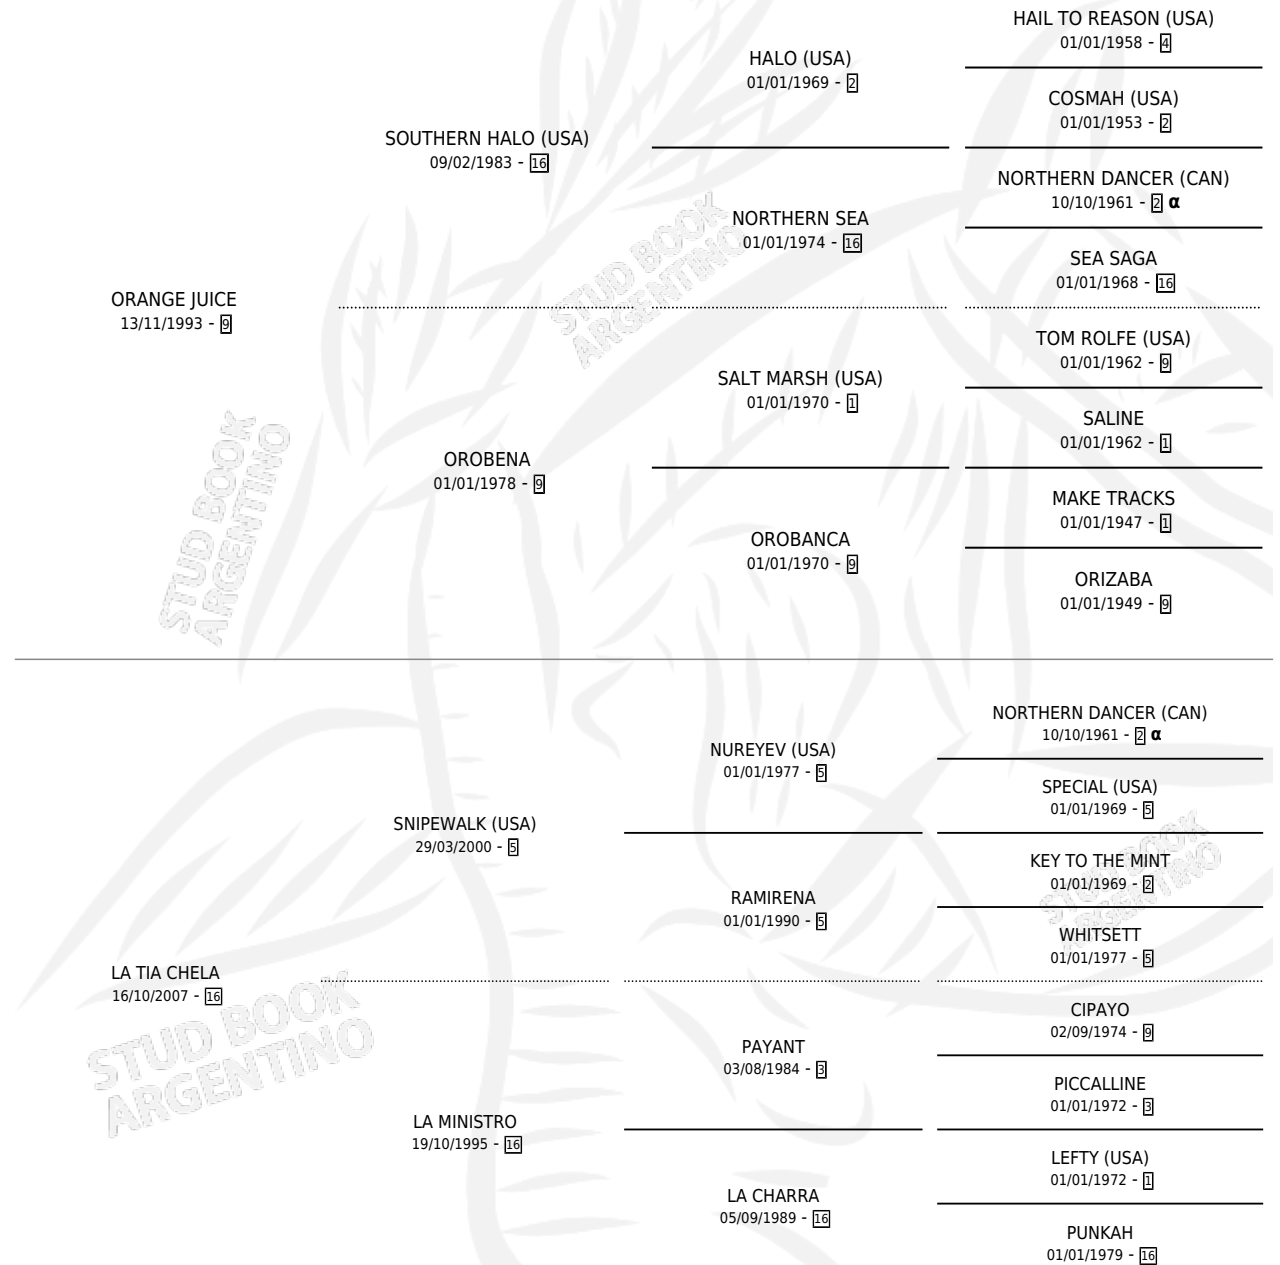 HAIL TO REASON (USA)
01/01/1958 - 4
HALO (USA)
01/01/1969 - 2
COSMAH (USA)
01/01/1953 - 2
SOUTHERN HALO (USA)
09/02/1983 - 16
NORTHERN DANCER (CAN)
10/10/1961 - 2 α
NORTHERN SEA
01/01/1974 - 16
SEA SAGA
01/01/1968 - 16
STUD BOOK
ARGENTINO
ORANGE JUICE
13/11/1993 - 9
TOM ROLFE (USA)
01/01/1962 - 9
SALT MARSH (USA)
01/01/1970 - 1
SALINE
01/01/1962 - 1
OROBENA
01/01/1978 - 9
MAKE TRACKS
01/01/1947 - 1
OROBANCA
01/01/1970 - 9
ORIZABA
01/01/1949 - 9
STUD BOOK
ARGENTINO
NORTHERN DANCER (CAN)
10/10/1961 - 2 α
NUREYEV (USA)
01/01/1977 - 5
SPECIAL (USA)
01/01/1969 - 5
SNIPEWALK (USA)
29/03/2000 - 5
KEY TO THE MINT
01/01/1969 - 2
RAMIRENA
01/01/1990 - 5
WHITSETT
01/01/1977 - 5
STUD BOOK
ARGENTINO
LA TIA CHELA
16/10/2007 - 16
CIPAYO
02/09/1974 - 9
PAYANT
03/08/1984 - 3
PICCALLINE
01/01/1972 - 3
STUD BOOK
ARGENTINO
LA MINISTRO
19/10/1995 - 16
LEFTY (USA)
01/01/1972 - 1
LA CHARRA
05/09/1989 - 16
PUNKAH
01/01/1979 - 16